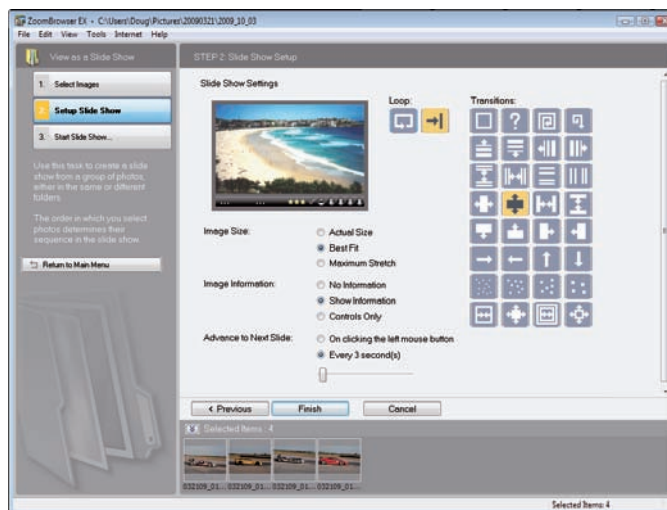 ZoomBrowser EX - C:\Users\Doug\Pictures\20090321\2009_10_03
File Edit View Tools Internet Help
View as a Slide Show
STEP 2: Slide Show Setup
1. Select Images
2. Setup Slide Show
3. Start Slide Show...
Use this task to create a slide
show from a group of photos,
either in the same or different
folders.
The order in which you select
photos determines their
sequence in the slide show.
Return to Main Menu
Slide Show Settings
Loop:
Transitions:
?
Image Size:
Actual Size
Best Fit
Maximum Stretch
Image Information:
No Information
Show Information
Controls Only
Advance to Next Slide:
On clicking the left mouse button
Every 3 second(s)
< Previous
Finish
Cancel
Selected Items : 4
032109_01... 032109_01... 032109_01... 032109_01...
Selected Items: 4